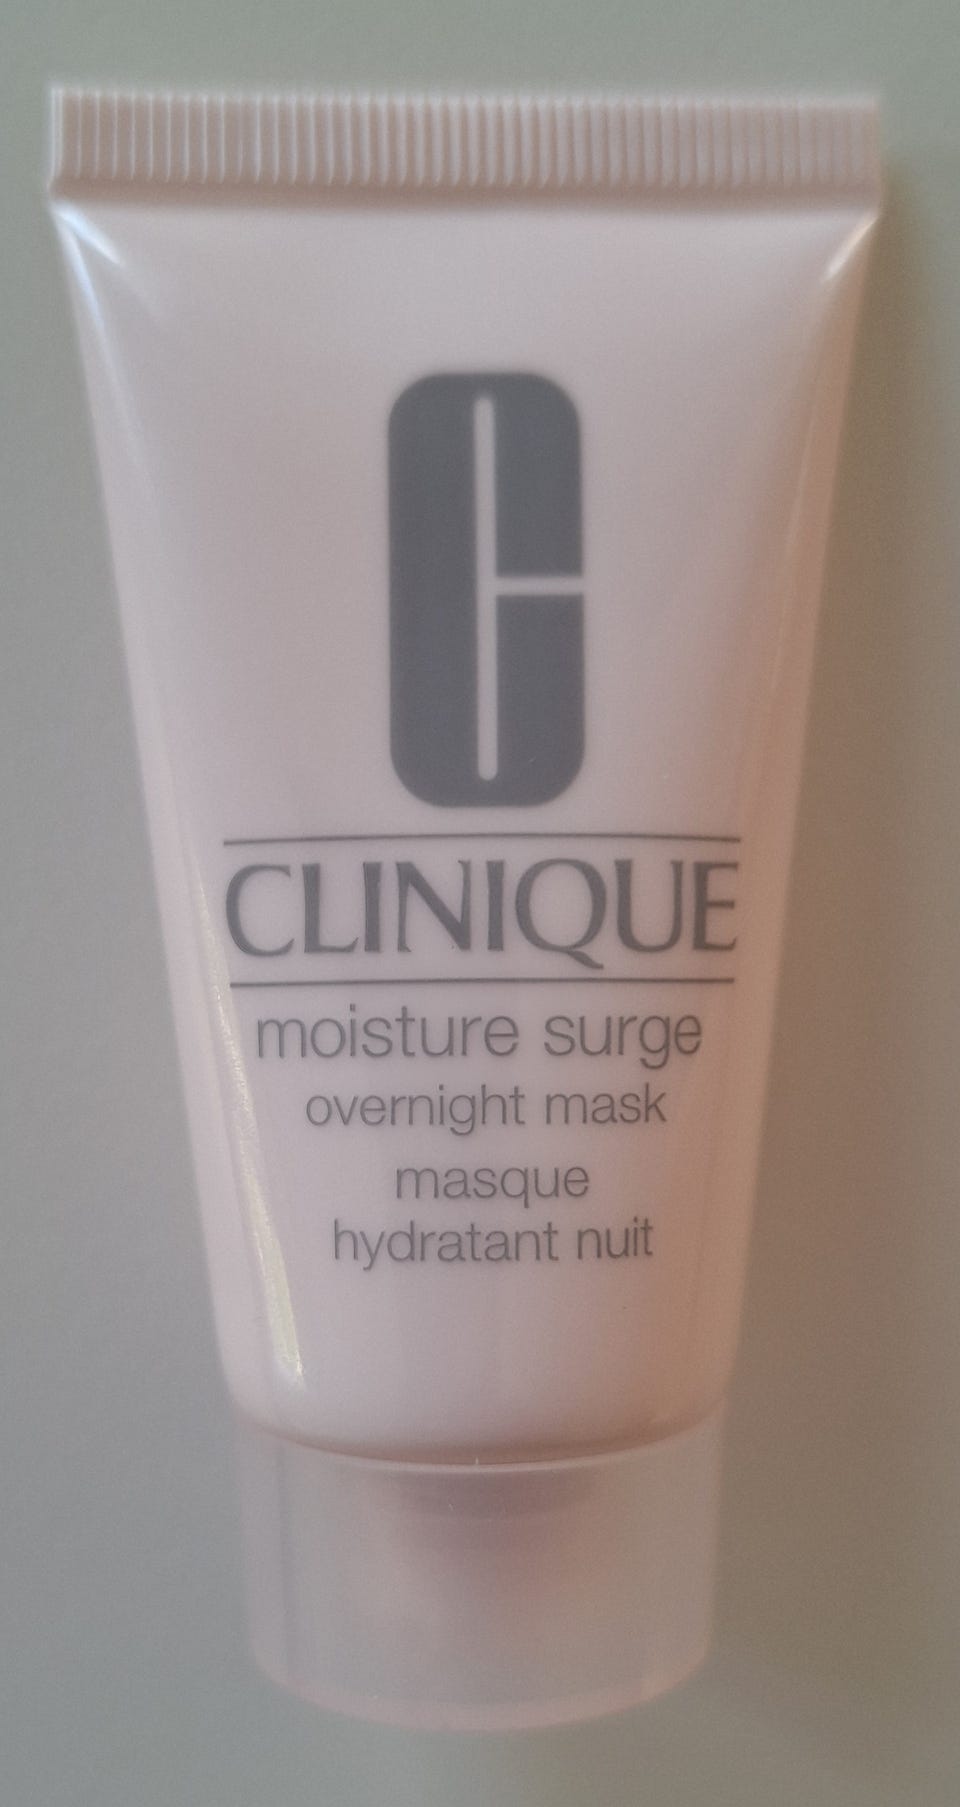 C
CLINIQUE
moisture surge
overnight mask
masque
hydratant nuit